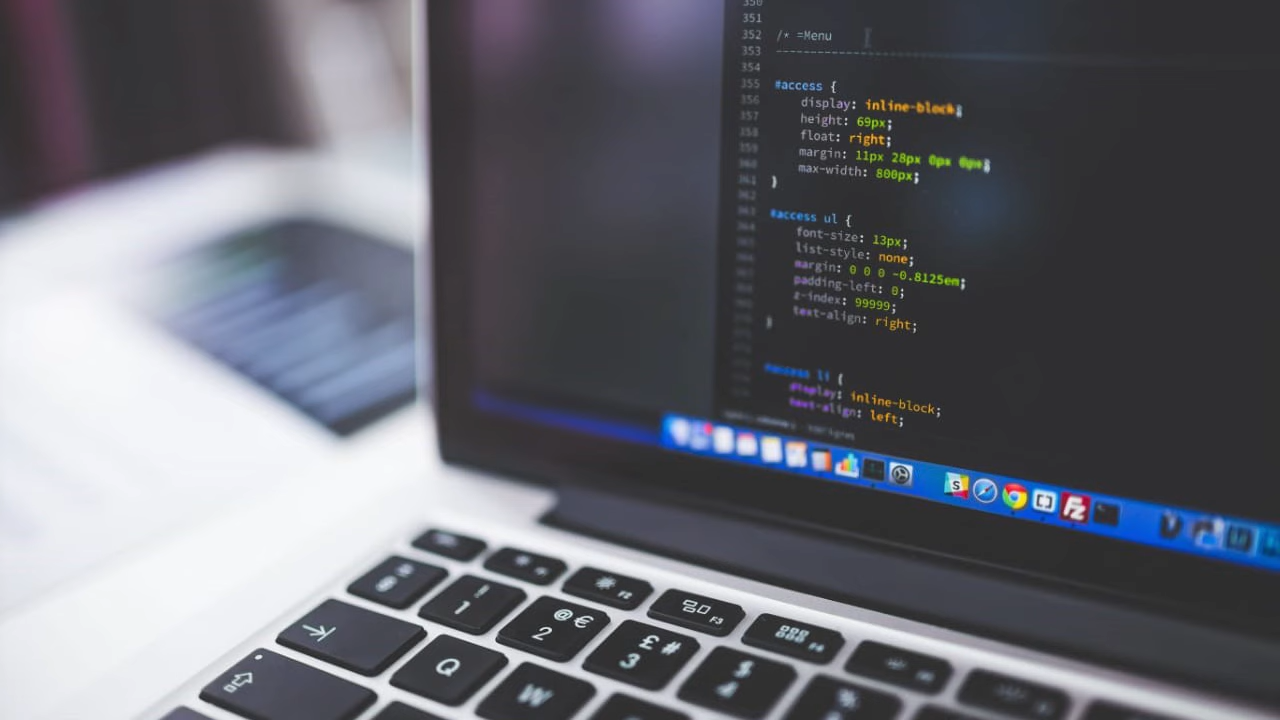 350
351
352 /* =Menu
353 ----------------------
354
355 #access {
356 display: inline-block;
357 height: 69px;
358 float: right;
359 margin: 11px 28px 0px 0px;
360 max-width: 800px;
361 }
362
363 #access ul {
font-size: 13px;
list-style: none;
margin: 0 0 0 -0.8125em;
padding-left: 0;
z-index: 99999;
text-align: right;
}
#access li {
display: inline-block;
text-align: left;
S
Fz
F2
F3
F4
!
1
@ €
2
£ #
3
$
4
%
Q
W